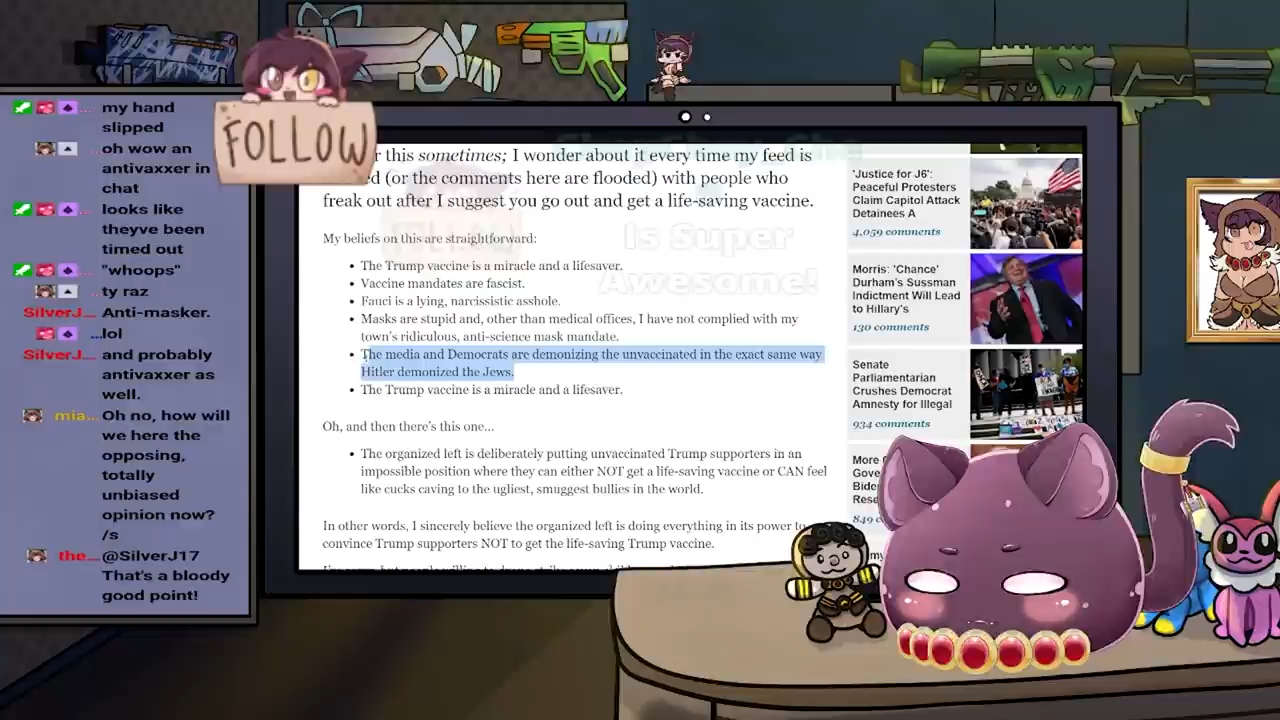 my hand
slipped
oh wow an
antivaxxer in
chat
looks like
theyve been
timed out
"whoops"
ty raz
SilverJ... Anti-masker.
...lol
SilverJ... and probably
antivaxxer as
well.
mia... Oh no, how will
we here the
opposing,
totally
unbiased
opinion now?
/s
the... @SilverJ17
That's a bloody
good point!
FOLLOW
r this sometimes; I wonder about it every time my feed is
ed (or the comments here are flooded) with people who
freak out after I suggest you go out and get a life-saving vaccine.
My beliefs on this are straightforward:
• The Trump vaccine is a miracle and a lifesaver.
• Vaccine mandates are fascist.
• Fauci is a lying, narcissistic asshole.
• Masks are stupid and, other than medical offices, I have not complied with my
town's ridiculous, anti-science mask mandate.
• The media and Democrats are demonizing the unvaccinated in the exact same way
Hitler demonized the Jews.
• The Trump vaccine is a miracle and a lifesaver.
Oh, and then there's this one...
• The organized left is deliberately putting unvaccinated Trump supporters in an
impossible position where they can either NOT get a life-saving vaccine or CAN feel
like cucks caving to the ugliest, smuggest bullies in the world.
In other words, I sincerely believe the organized left is doing everything in its power to
convince Trump supporters NOT to get the life-saving Trump vaccine.
Is Super
Awesome!
'Justice for J6':
Peaceful Protesters
Claim Capitol Attack
Detainees A
4,059 comments
Morris: 'Chance'
Durham's Sussman
Indictment Will Lead
to Hillary's
130 comments
Senate
Parliamentarian
Crushes Democrat
Amnesty for Illegal
934 comments
More
Gove
Biden
Rese
849 c